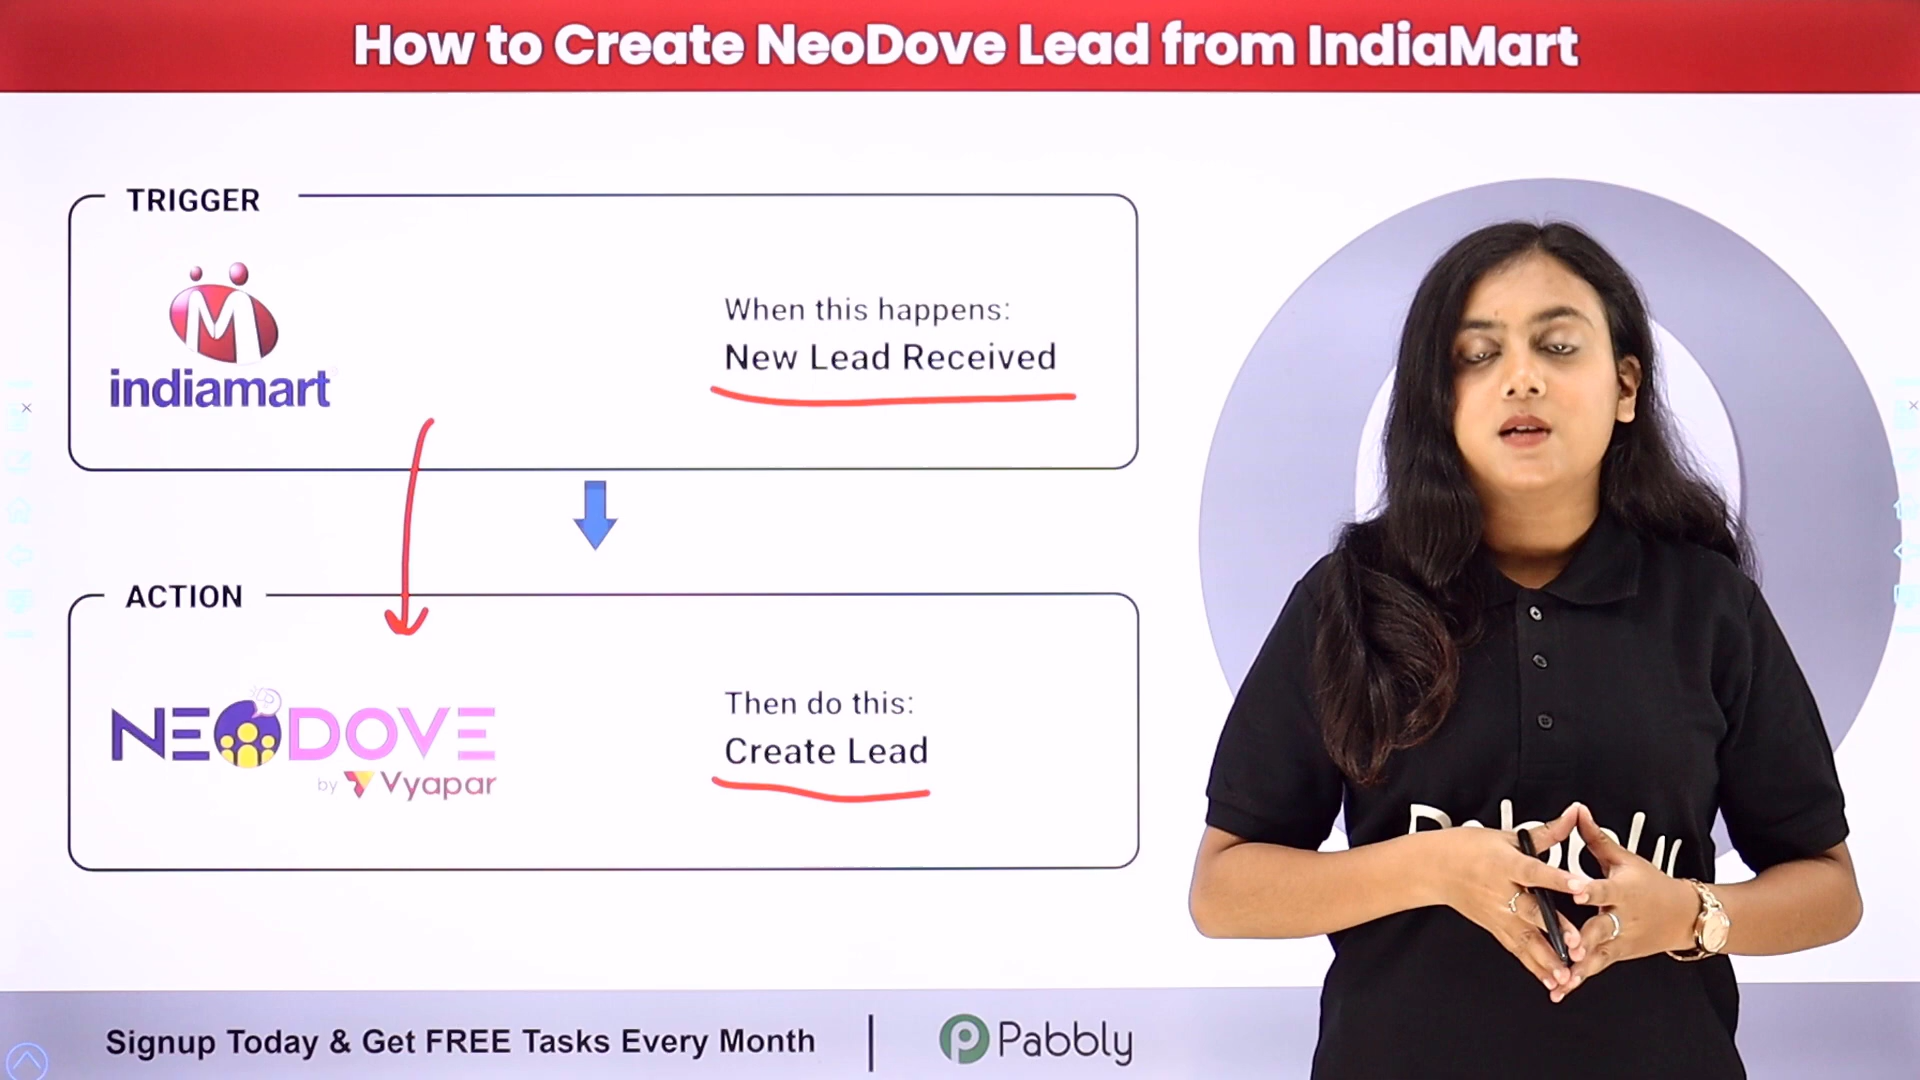 How to Create NeoDove Lead from IndiaMart
TRIGGER
indiamart
When this happens:
New Lead Received
ACTION
NEODOVE
by Vyapar
Then do this:
Create Lead
Pabbly
Signup Today & Get FREE Tasks Every Month
Pabbly